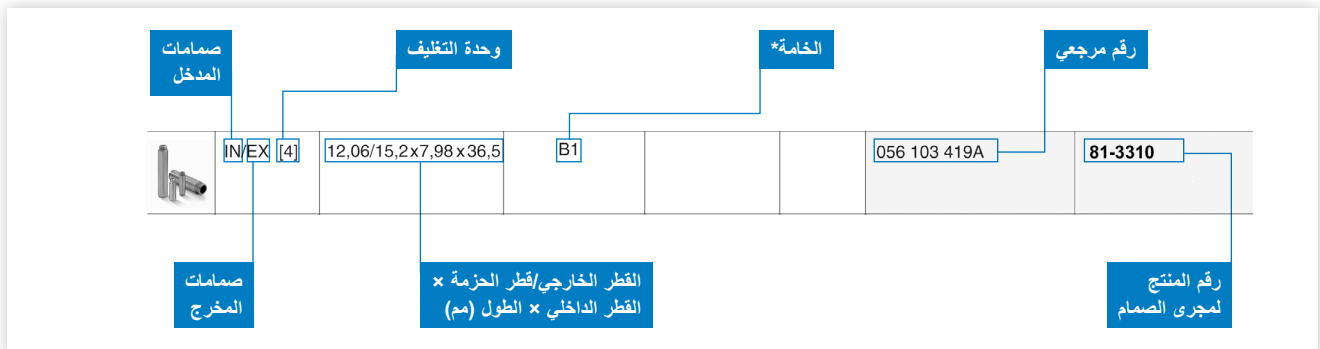 صمامات
المدخل
وحدة التغليف
الخامة*
رقم مرجعي
IN/EX [4]
12,06/15,2x7,98x36,5
B1
056 103 419A
81-3310
صمامات
المخرج
القطر الخارجي/قطر الحزمة ×
القطر الداخلي × الطول (مم)
رقم المنتج
لمجرى الصمام